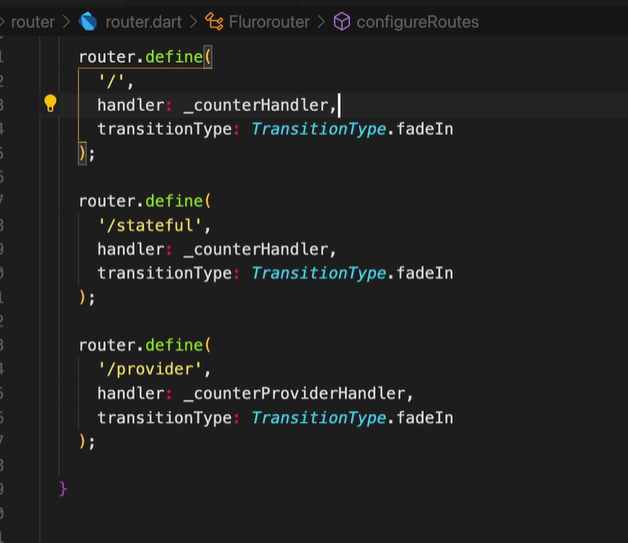 router > router.dart > Flurorouter > configureRoutes
router.define(
'/',
handler: _counterHandler,
transitionType: TransitionType.fadeIn
);
router.define(
'/stateful',
handler: _counterHandler,
transitionType: TransitionType.fadeIn
);
router.define(
'/provider',
handler: _counterProviderHandler,
transitionType: TransitionType.fadeIn
);
}